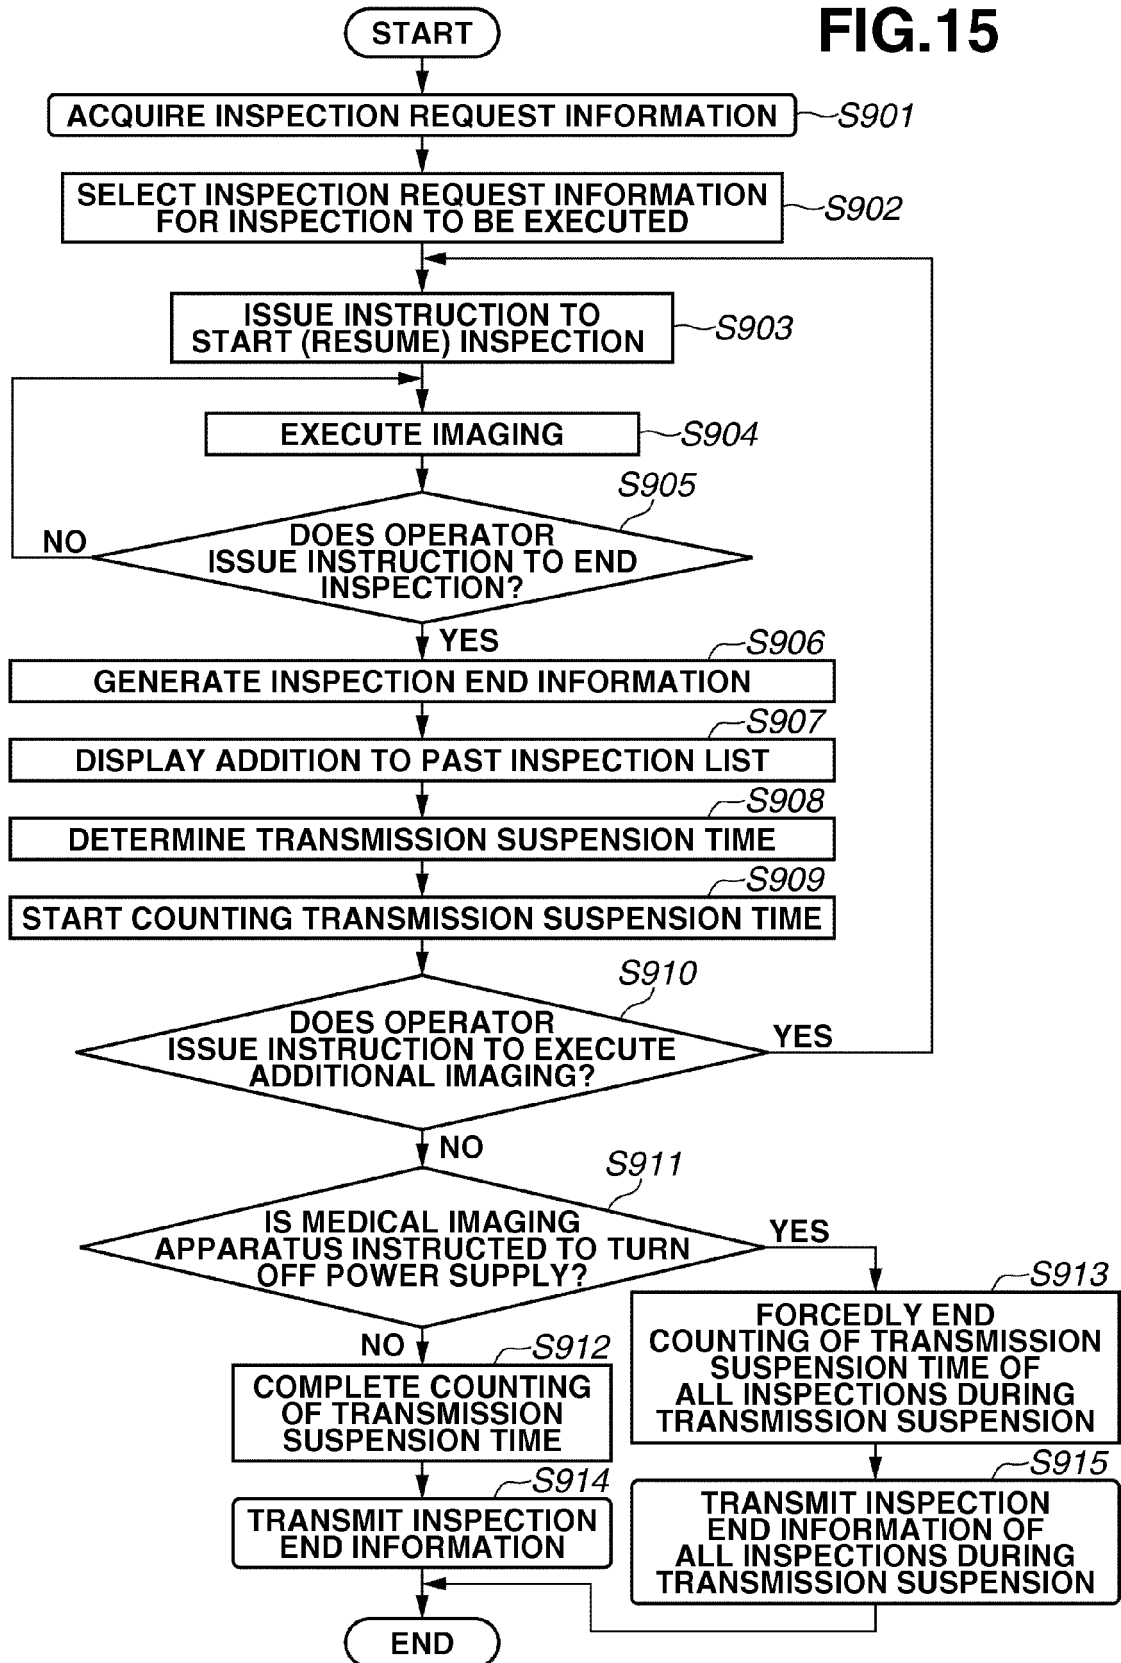 FIG.15
START
ACQUIRE INSPECTION REQUEST INFORMATION
S901
SELECT INSPECTION REQUEST INFORMATION
FOR INSPECTION TO BE EXECUTED
S902
ISSUE INSTRUCTION TO
START (RESUME) INSPECTION
S903
EXECUTE IMAGING
S904
S905
DOES OPERATOR
ISSUE INSTRUCTION TO END
INSPECTION?
NO
YES
S906
GENERATE INSPECTION END INFORMATION
S907
DISPLAY ADDITION TO PAST INSPECTION LIST
S908
DETERMINE TRANSMISSION SUSPENSION TIME
S909
START COUNTING TRANSMISSION SUSPENSION TIME
S910
DOES OPERATOR
ISSUE INSTRUCTION TO EXECUTE
ADDITIONAL IMAGING?
YES
NO
S911
IS MEDICAL IMAGING
APPARATUS INSTRUCTED TO TURN
OFF POWER SUPPLY?
YES
NO
S912
COMPLETE COUNTING
OF TRANSMISSION
SUSPENSION TIME
S913
FORCEDLY END
COUNTING OF TRANSMISSION
SUSPENSION TIME OF
ALL INSPECTIONS DURING
TRANSMISSION SUSPENSION
S914
TRANSMIT INSPECTION
END INFORMATION
S915
TRANSMIT INSPECTION
END INFORMATION OF
ALL INSPECTIONS DURING
TRANSMISSION SUSPENSION
END